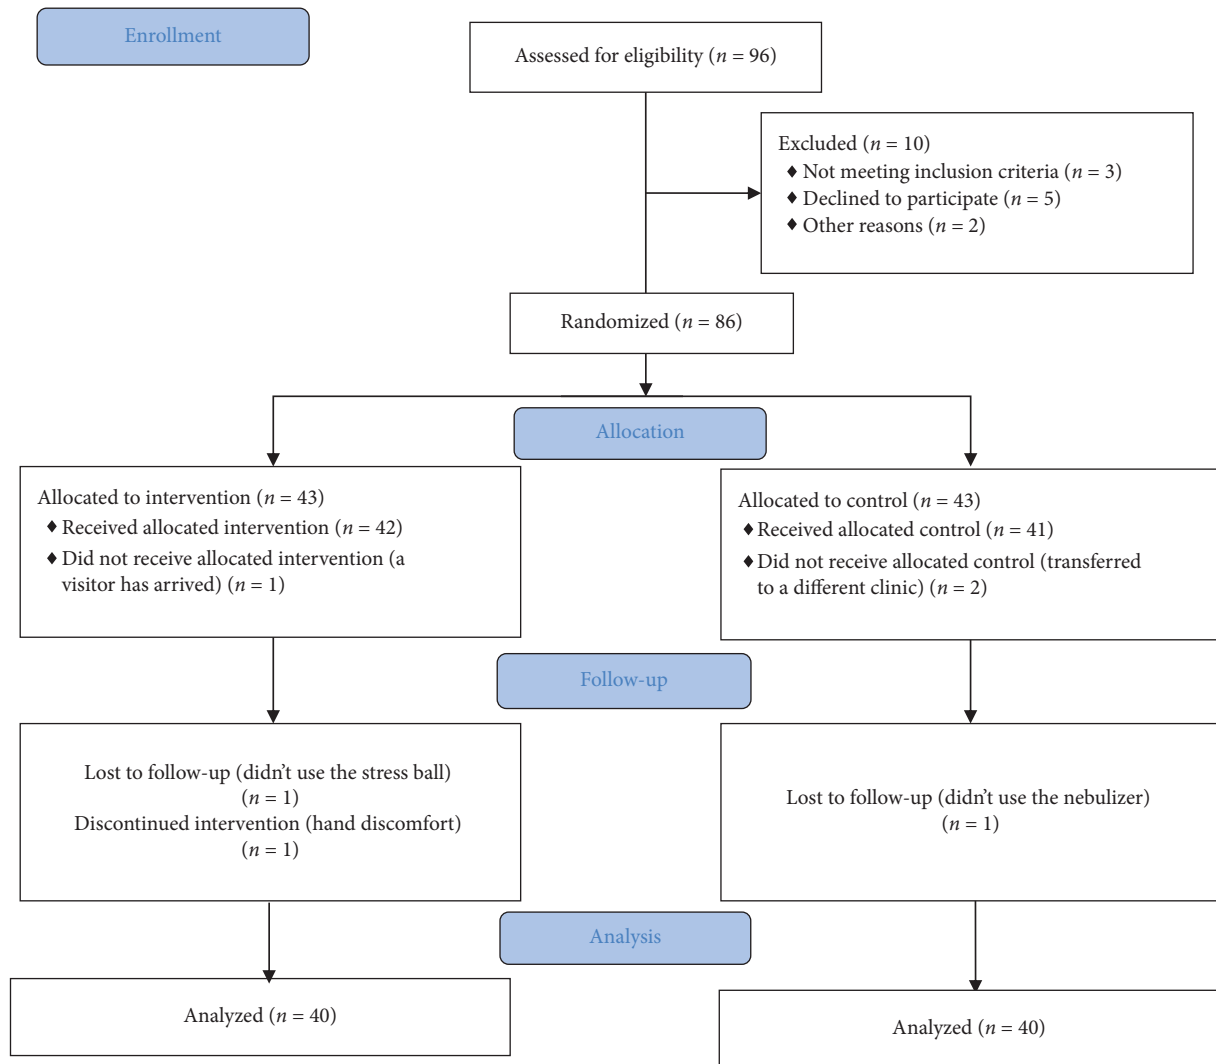 Enrollment
Assessed for eligibility (n = 96)
Excluded (n = 10)
♦ Not meeting inclusion criteria (n = 3)
♦ Declined to participate (n = 5)
♦ Other reasons (n = 2)
Randomized (n = 86)
Allocation
Allocated to intervention (n = 43)
♦ Received allocated intervention (n = 42)
♦ Did not receive allocated intervention (a
visitor has arrived) (n = 1)
Allocated to control (n = 43)
♦ Received allocated control (n = 41)
♦ Did not receive allocated control (transferred
to a different clinic) (n = 2)
Follow-up
Lost to follow-up (didn't use the stress ball)
(n = 1)
Discontinued intervention (hand discomfort)
(n = 1)
Lost to follow-up (didn't use the nebulizer)
(n = 1)
Analysis
Analyzed (n = 40)
Analyzed (n = 40)